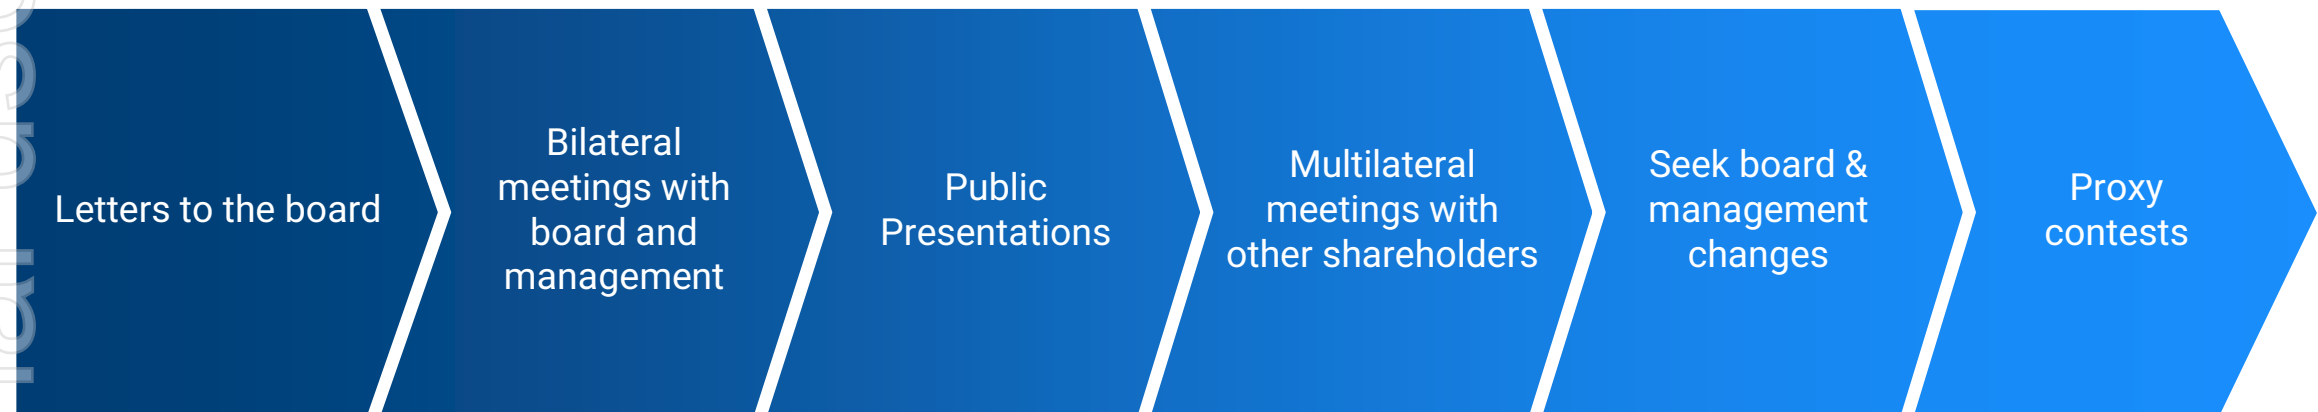 Letters to the board
Bilateral
meetings with
board and
management
Public
Presentations
Multilateral
meetings with
other shareholders
Seek board &
management
changes
Proxy
contests